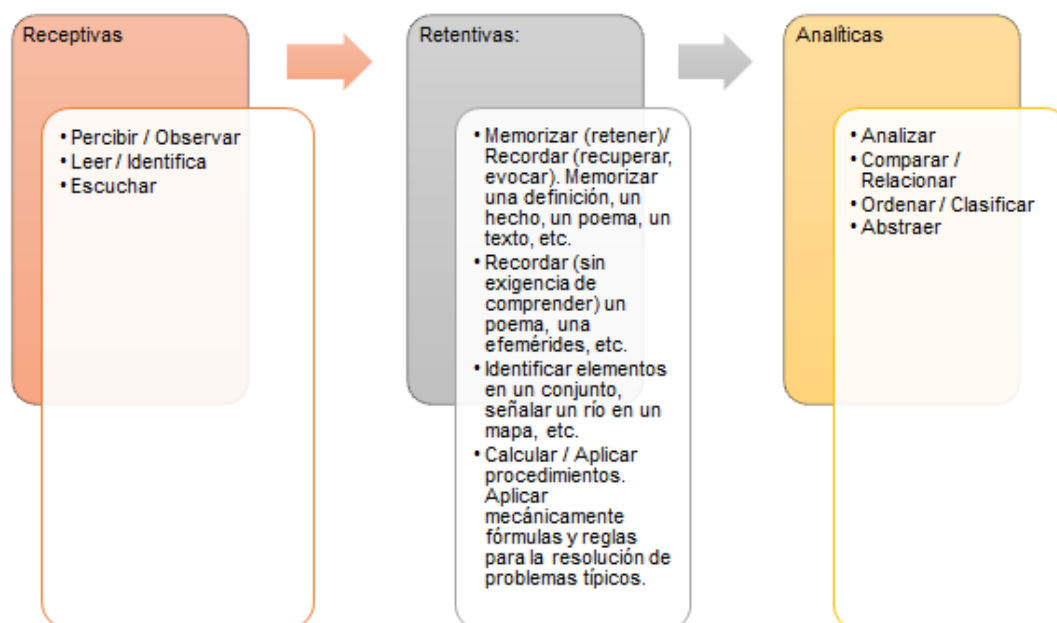 Receptivas
• Percibir / Observar
• Leer / Identifica
• Escuchar
Retentivas:
• Memorizar (retener)/
Recordar (recuperar,
evocar). Memorizar
una definición, un
hecho, un poema, un
texto, etc.
• Recordar (sin
exigencia de
comprender) un
poema, una
efemérides, etc.
• Identificar elementos
en un conjunto,
señalar un río en un
mapa, etc.
• Calcular / Aplicar
procedimientos.
Aplicar
mecánicamente
fórmulas y reglas
para la resolución de
problemas típicos.
Analíticas
• Analizar
• Comparar /
Relacionar
• Ordenar / Clasificar
• Abstraer